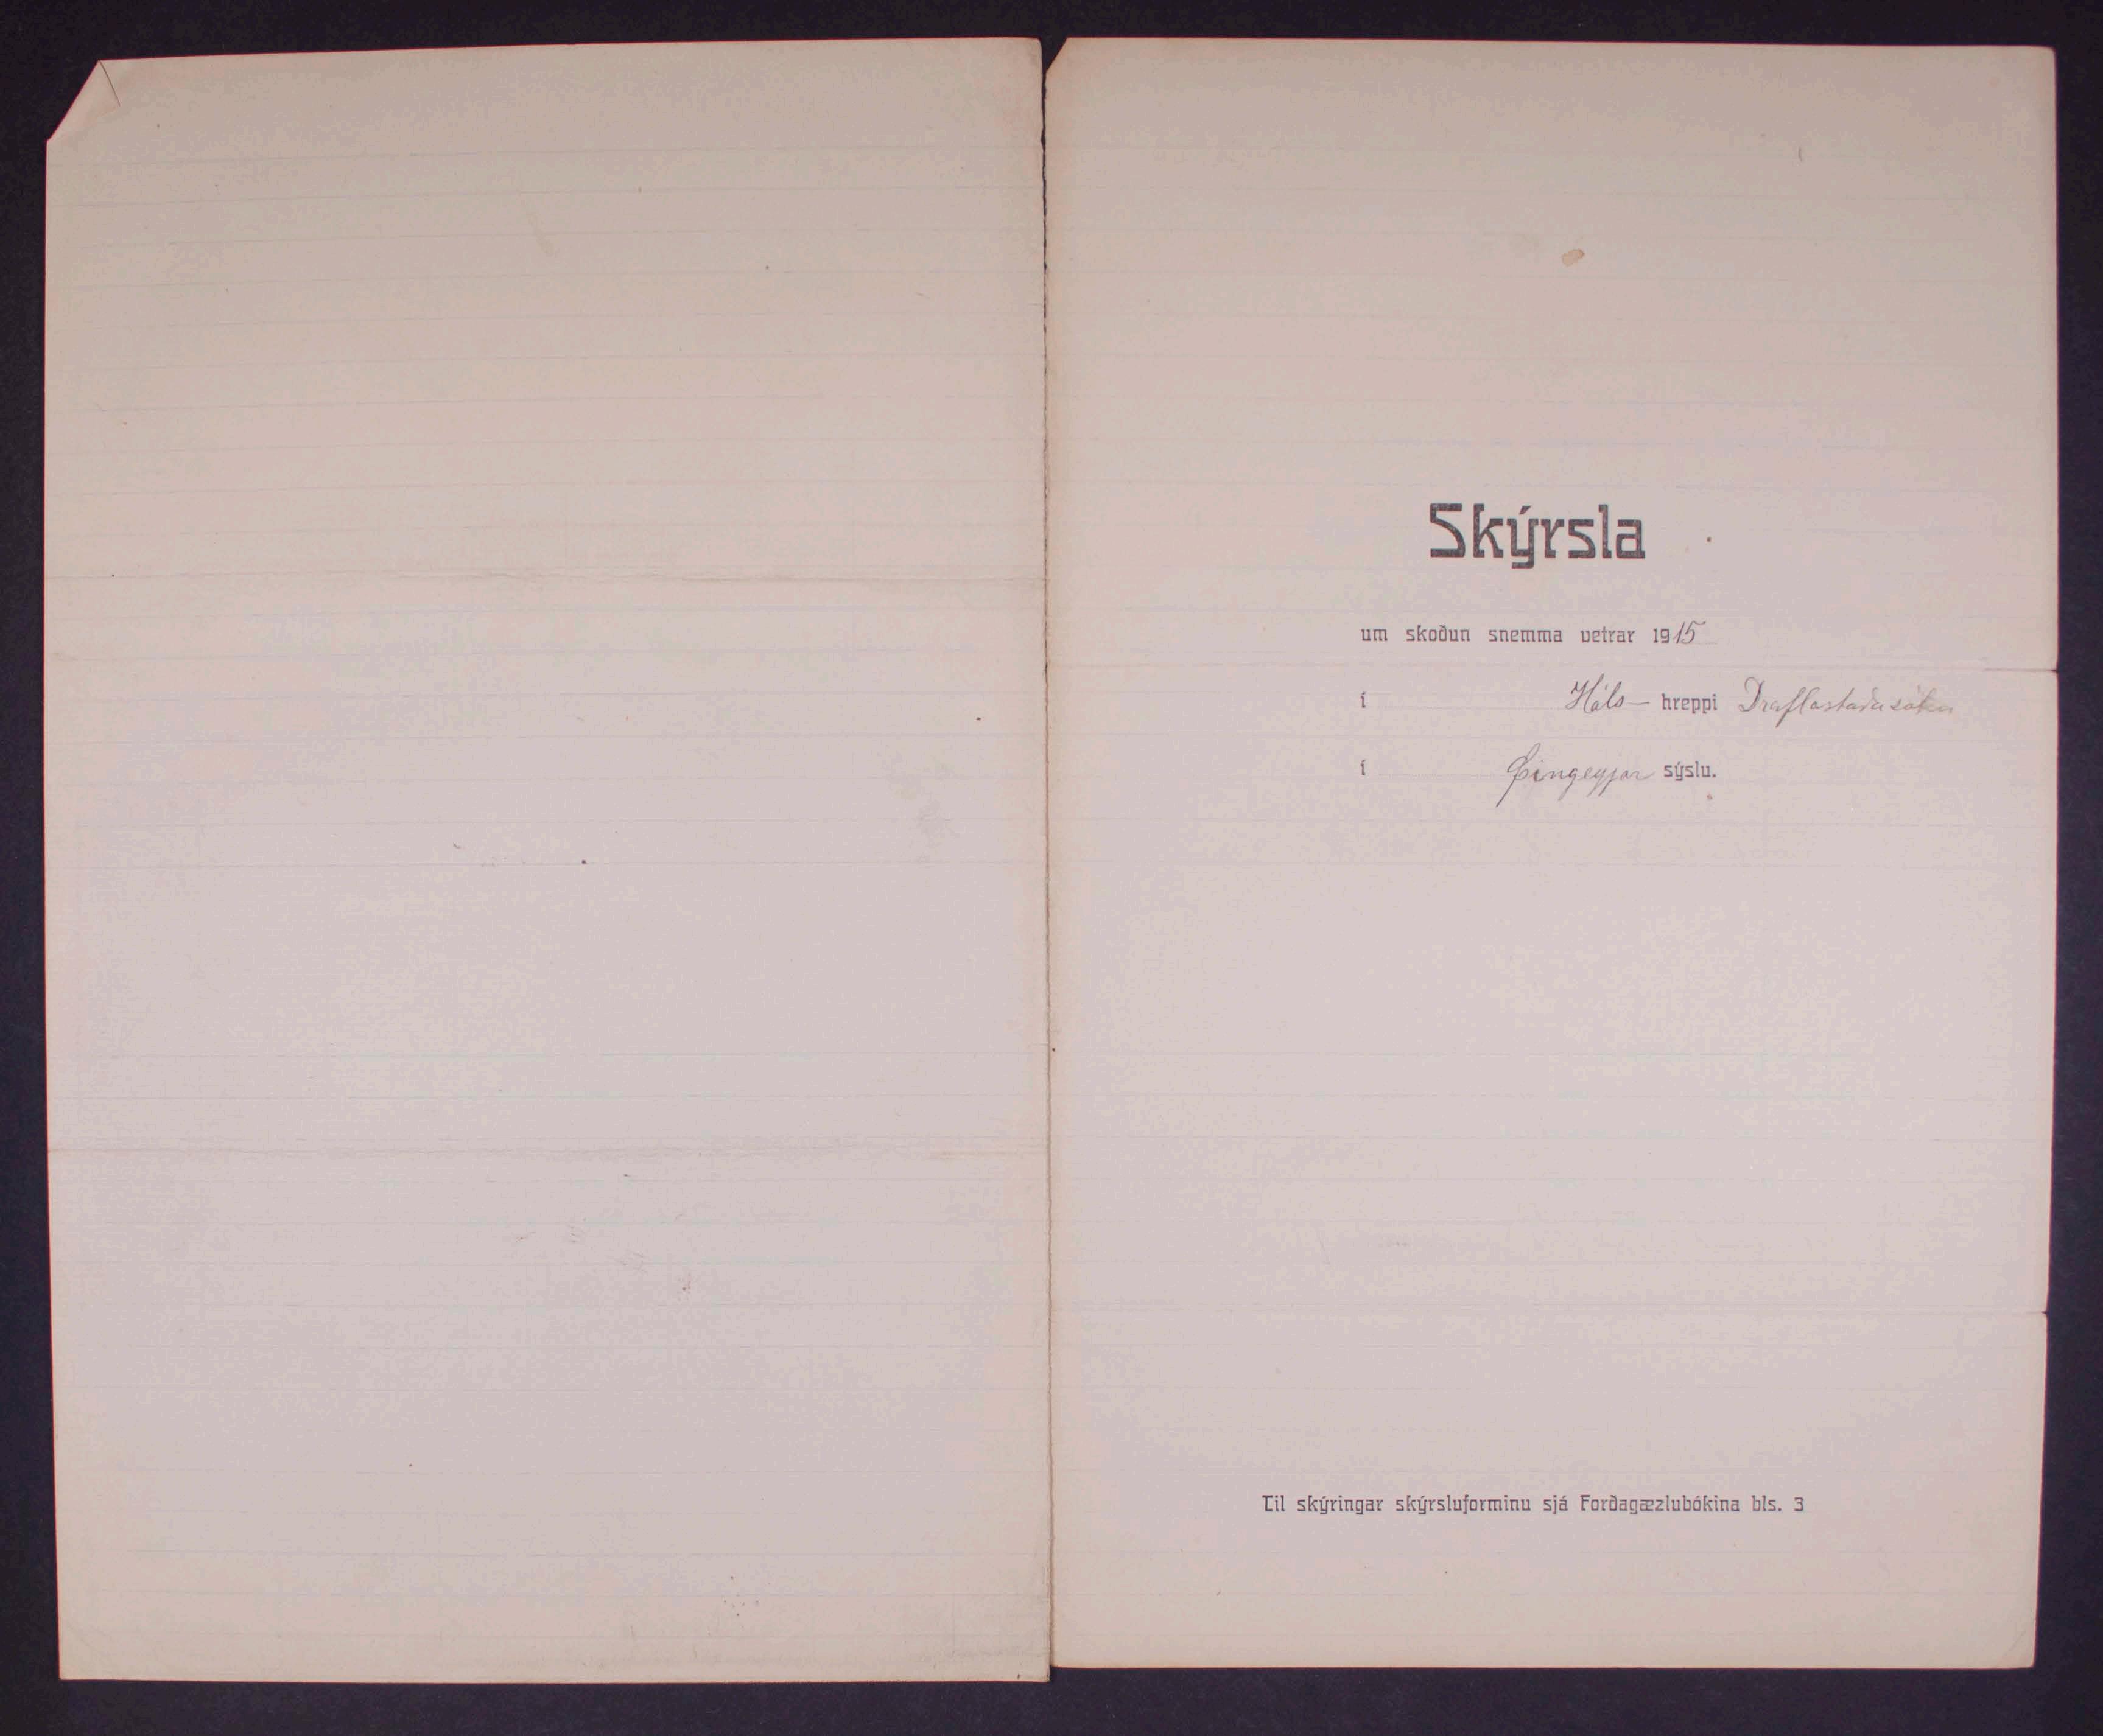 Skýrsla
um skoðun snemma vetrar 1915
í Háls- hreppi Draflastaðasókn
í Þingeyjar sýslu.
Til skýringar skýrsluforminu sjá Forðagæzlubókina bls. 3